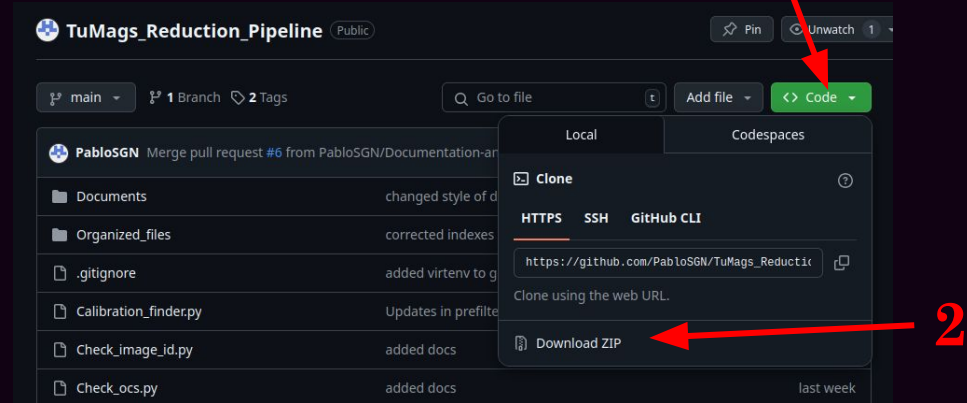 TuMags_Reduction_Pipeline Public Pin Unwatch 1
main 1 Branch 2 Tags Go to file t Add file Code
Local Codespaces
PabloSGN Merge pull request #6 from PabloSGN/Documentation-ar
Clone
Documents changed style of d
HTTPS SSH GitHub CLI
Organized_files corrected indexes
https://github.com/PabloSGN/TuMags_Reductic
.gitignore added virtenv to g
Clone using the web URL.
Calibration_finder.py Updates in prefilte
2
Download ZIP
Check_image_id.py added docs
Check_ocs.py added docs last week